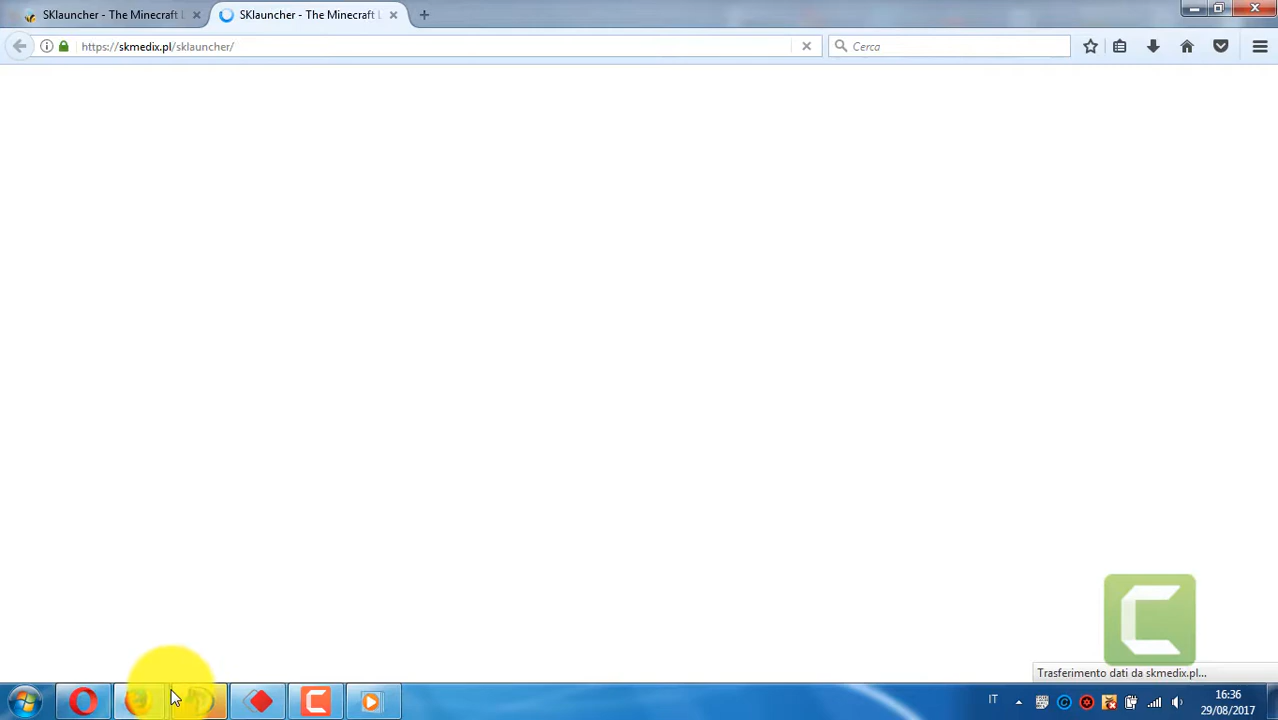 SKlauncher - The Minecraft L
SKlauncher - The Minecraft L
https://skmedix.pl/sklauncher/
Cerca
Trasferimento dati da skmedix.pl...
IT
16:36
29/08/2017